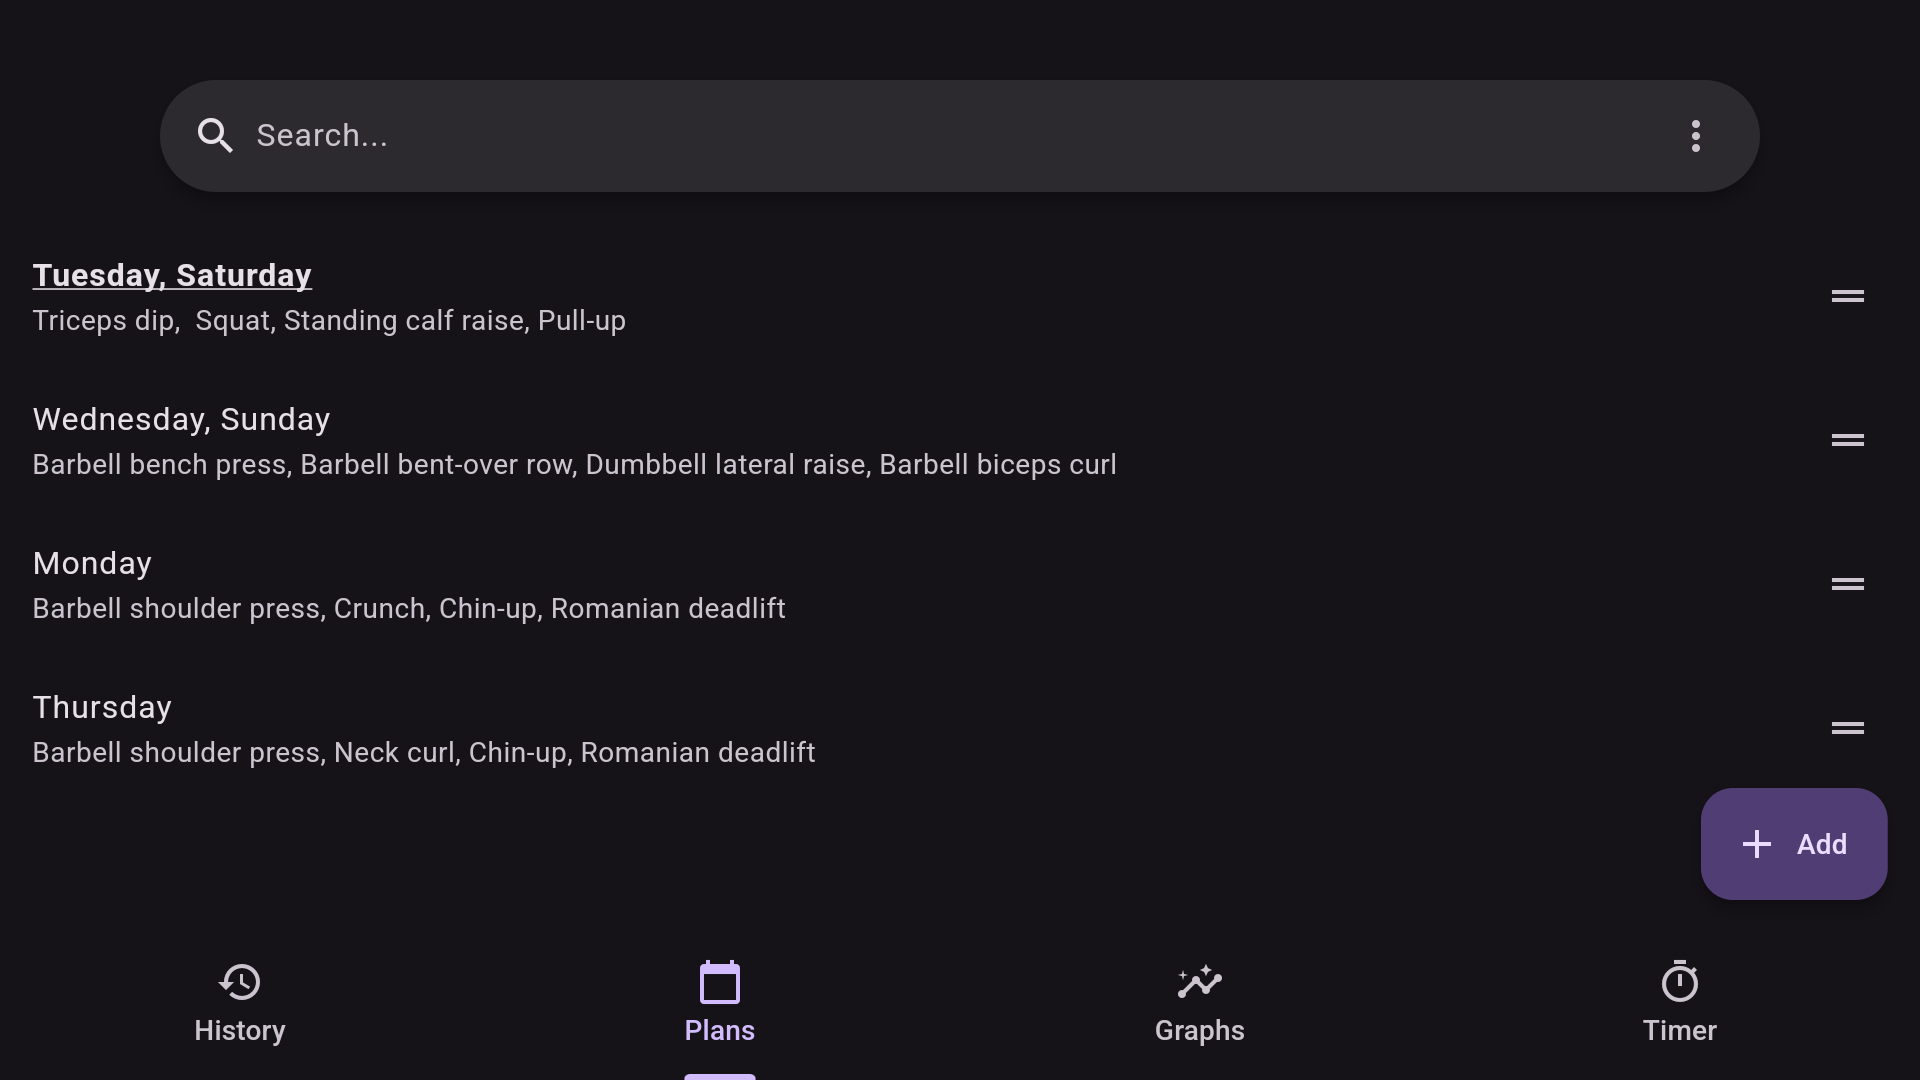 Search...
Tuesday, Saturday
Triceps dip,  Squat, Standing calf raise, Pull-up
Wednesday, Sunday
Barbell bench press, Barbell bent-over row, Dumbbell lateral raise, Barbell biceps curl
Monday
Barbell shoulder press, Crunch, Chin-up, Romanian deadlift
Thursday
Barbell shoulder press, Neck curl, Chin-up, Romanian deadlift
Add
History
Plans
Graphs
Timer